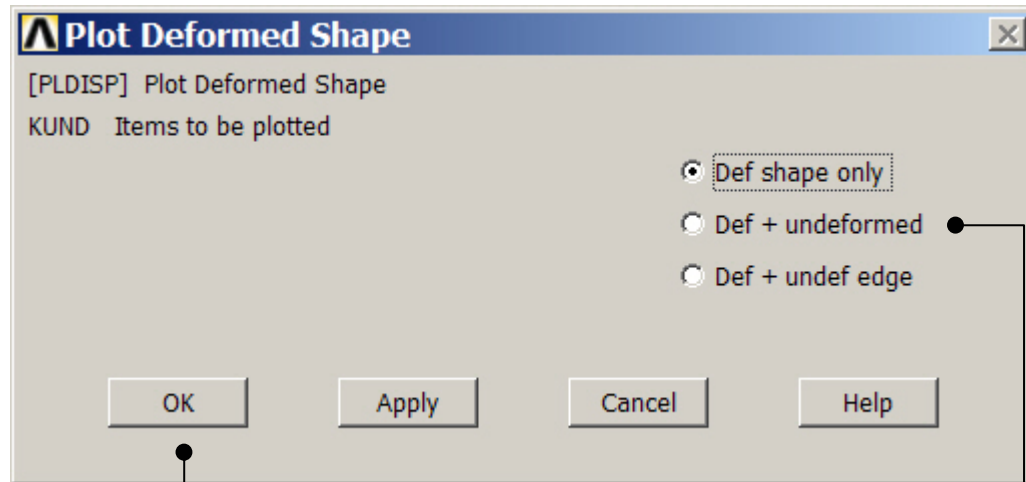 Plot Deformed Shape
[PLDISP] Plot Deformed Shape
KUND Items to be plotted
Def shape only
Def + undeformed
Def + undef edge
OK Apply Cancel Help